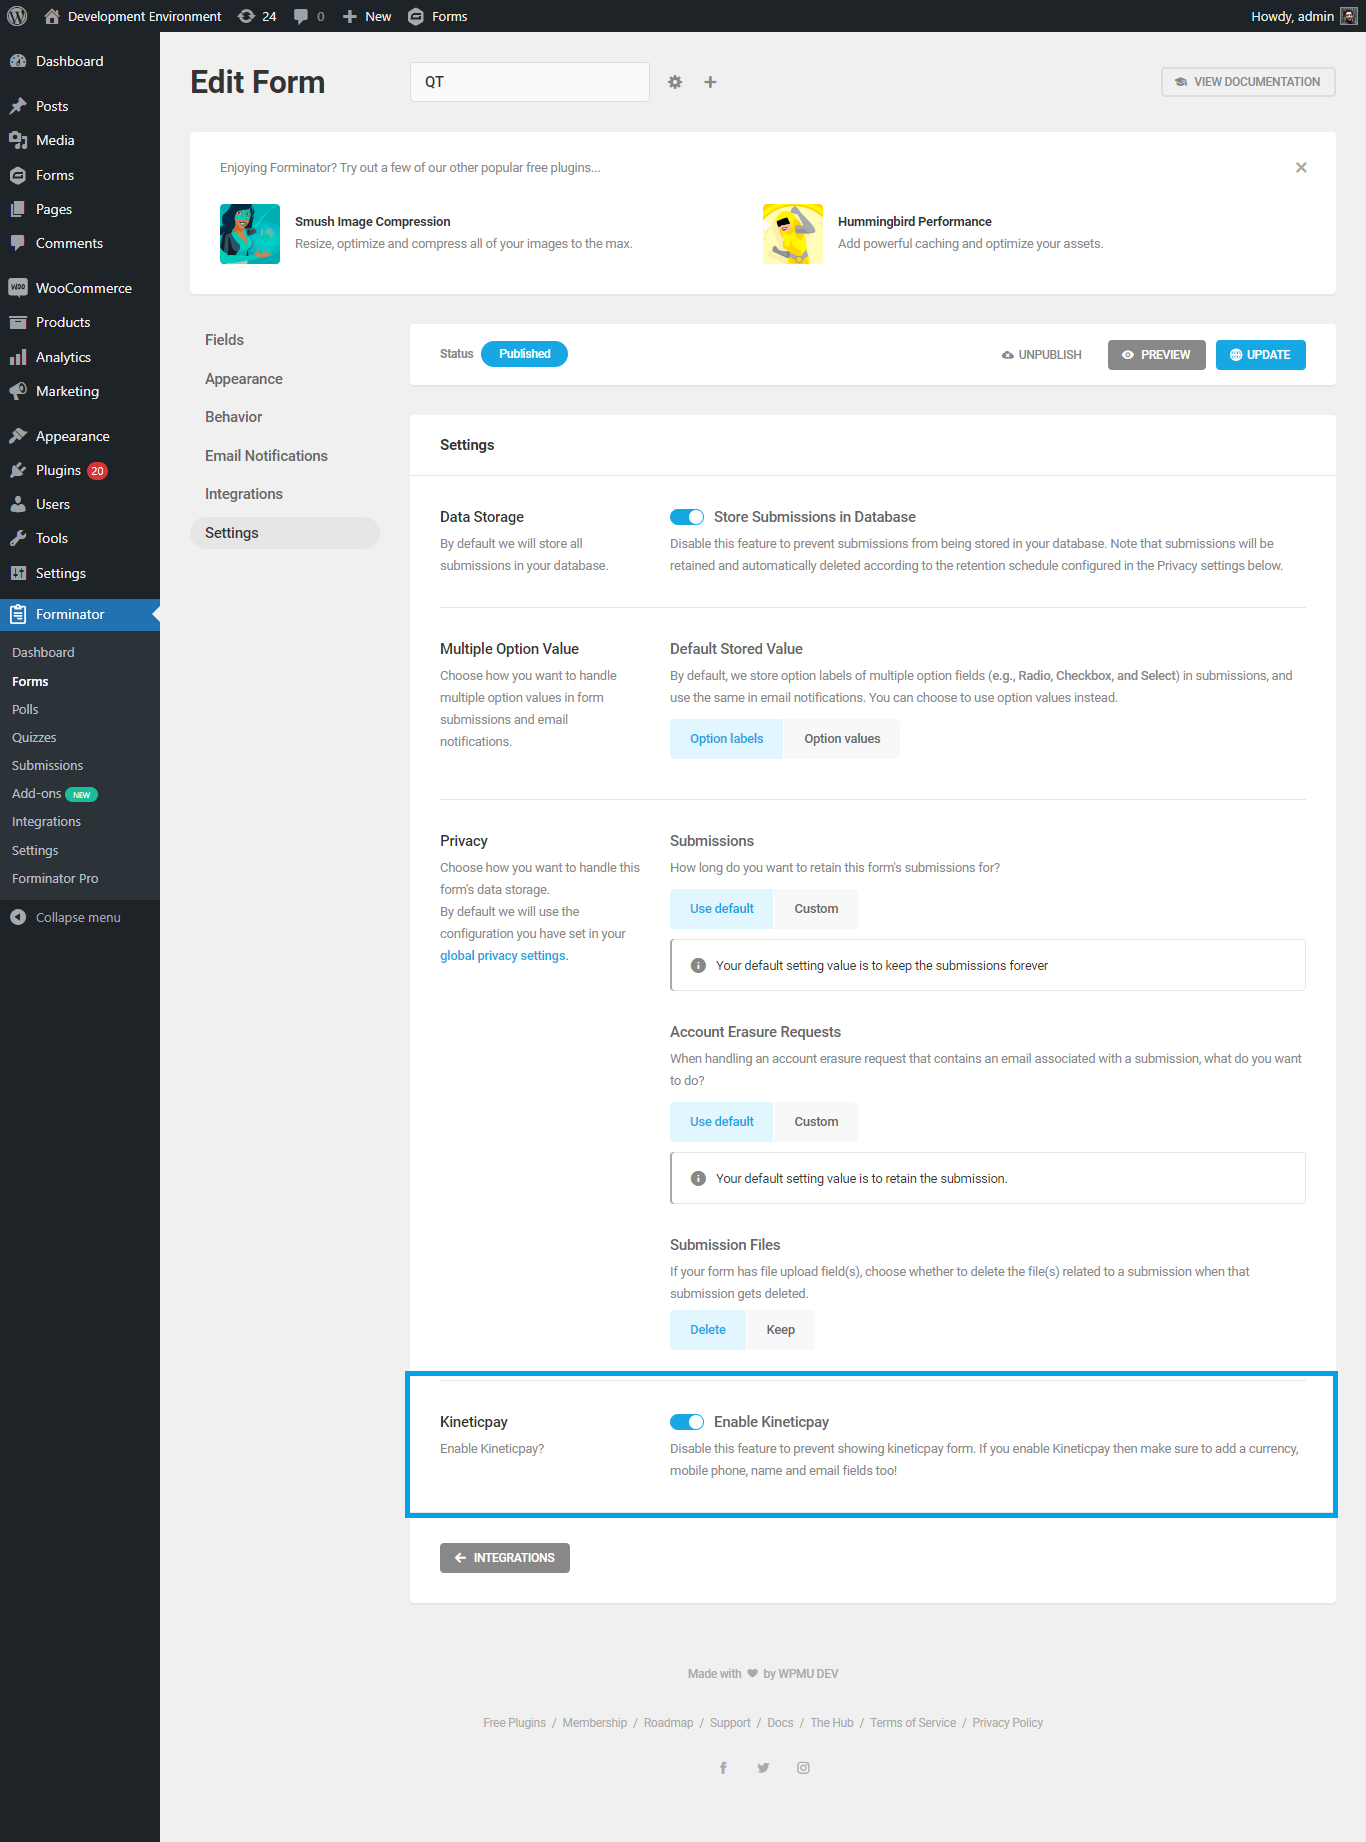 Development Environment 24 0 New Forms Howdy, admin
Dashboard
Posts
Media
Forms
Pages
Comments
WooCommerce
Products
Analytics
Marketing
Appearance
Plugins 20
Users
Tools
Settings
Forminator
Dashboard
Forms
Polls
Quizzes
Submissions
Add-ons NEW
Integrations
Settings
Forminator Pro
Collapse menu
Edit Form
QT
VIEW DOCUMENTATION
Enjoying Forminator? Try out a few of our other popular free plugins...
Smush Image Compression
Resize, optimize and compress all of your images to the max.
Hummingbird Performance
Add powerful caching and optimize your assets.
Fields
Appearance
Behavior
Email Notifications
Integrations
Settings
Status Published UNPUBLISH PREVIEW UPDATE
Settings
Data Storage
By default we will store all
submissions in your database.
Store Submissions in Database
Disable this feature to prevent submissions from being stored in your database. Note that submissions will be
retained and automatically deleted according to the retention schedule configured in the Privacy settings below.
Multiple Option Value
Choose how you want to handle
multiple option values in form
submissions and email
notifications.
Default Stored Value
By default, we store option labels of multiple option fields (e.g., Radio, Checkbox, and Select) in submissions, and
use the same in email notifications. You can choose to use option values instead.
Option labels Option values
Privacy
Choose how you want to handle this
form's data storage.
By default we will use the
configuration you have set in your
global privacy settings.
Submissions
How long do you want to retain this form's submissions for?
Use default Custom
Your default setting value is to keep the submissions forever
Account Erasure Requests
When handling an account erasure request that contains an email associated with a submission, what do you want
to do?
Use default Custom
Your default setting value is to retain the submission.
Submission Files
If your form has file upload field(s), choose whether to delete the file(s) related to a submission when that
submission gets deleted.
Delete Keep
Kineticpay
Enable Kineticpay?
Enable Kineticpay
Disable this feature to prevent showing kineticpay form. If you enable Kineticpay then make sure to add a currency,
mobile phone, name and email fields too!
INTEGRATIONS
Made with ❤ by WPMU DEV
Free Plugins / Membership / Roadmap / Support / Docs / The Hub / Terms of Service / Privacy Policy